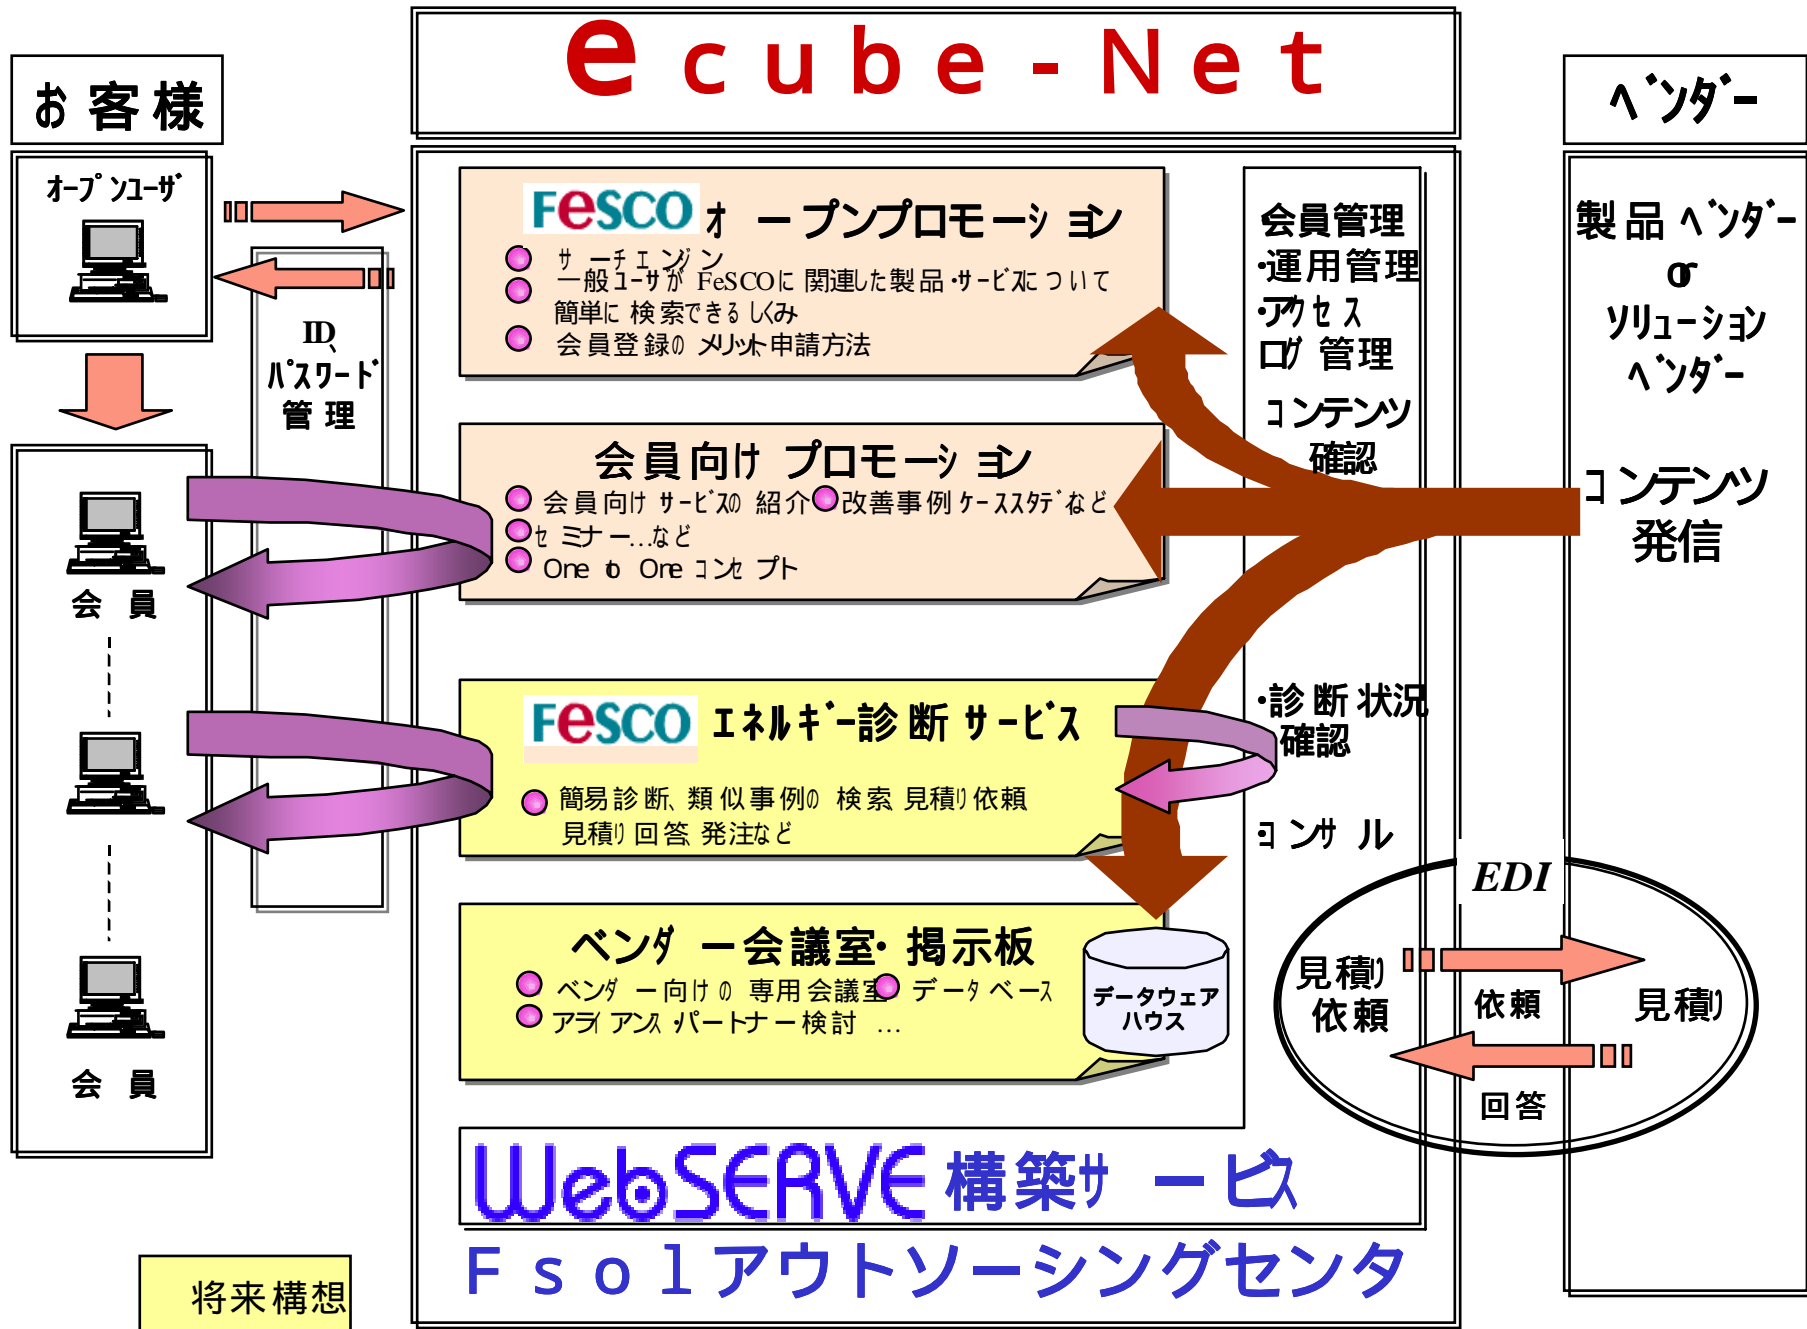 ecube-Net
お客様
ベンダー
オープンユーザ
ID、
パスワード
管理
会員
会員
FeSCO オープンプロモーション
サーチエンジン
一般ユーザが FeSCOに関連した製品・サービスについて
簡単に検索できるしくみ
会員登録のメリット、申請方法
会員向けプロモーション
会員向けサービスの紹介 改善事例ケーススタディなど
セミナー...など
One to One コンセプト
FeSCO エネルギー診断サービス
簡易診断、類似事例の検索、見積り依頼、
見積り回答、発注など
ベンダー会議室・掲示板
ベンダー向けの専用会議室 データベース
アライアンス・パートナー検討 …
データウェア
ハウス
・会員管理
・運用管理
・アクセス
ログ管理
・コンテンツ
確認
・診断状況
確認
・コンサル
製品ベンダー
or
ソリューション
ベンダー
コンテンツ
発信
EDI
見積り
依頼
依頼
見積り
回答
WebSERVE 構築サービス
Fsolアウトソーシングセンタ
将来構想